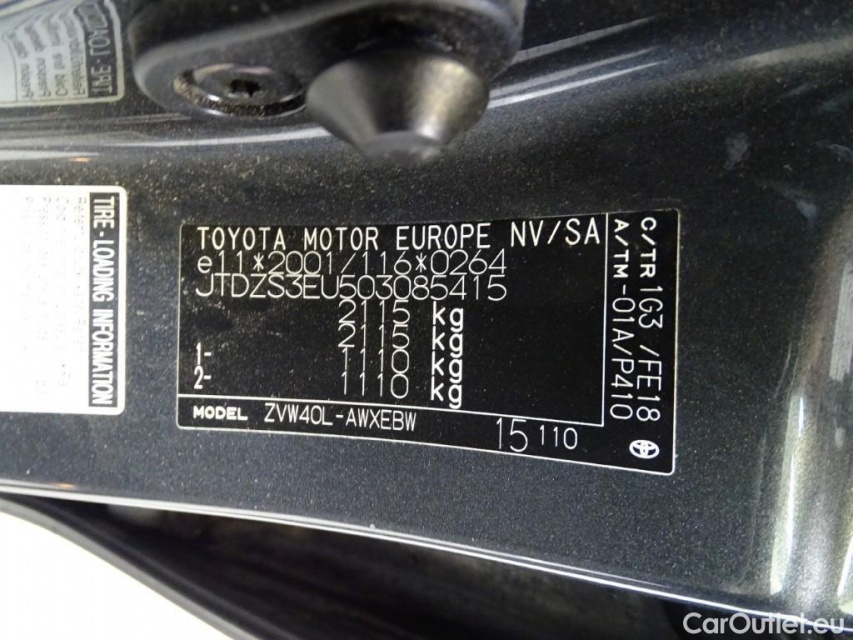 TOYOTA MOTOR EUROPE NV/SA
e11*2001/116*0264
JTDZS3EU503085415
2115 kg
2115 kg
1- 1110 kg
2- 1110 kg
MODEL ZVW40L-AWXEBW
15 110
C/TR 1G3 /FE18
A/TM-01A/P410
TIRE-LOADING INFORMATION
CarOutlet.eu